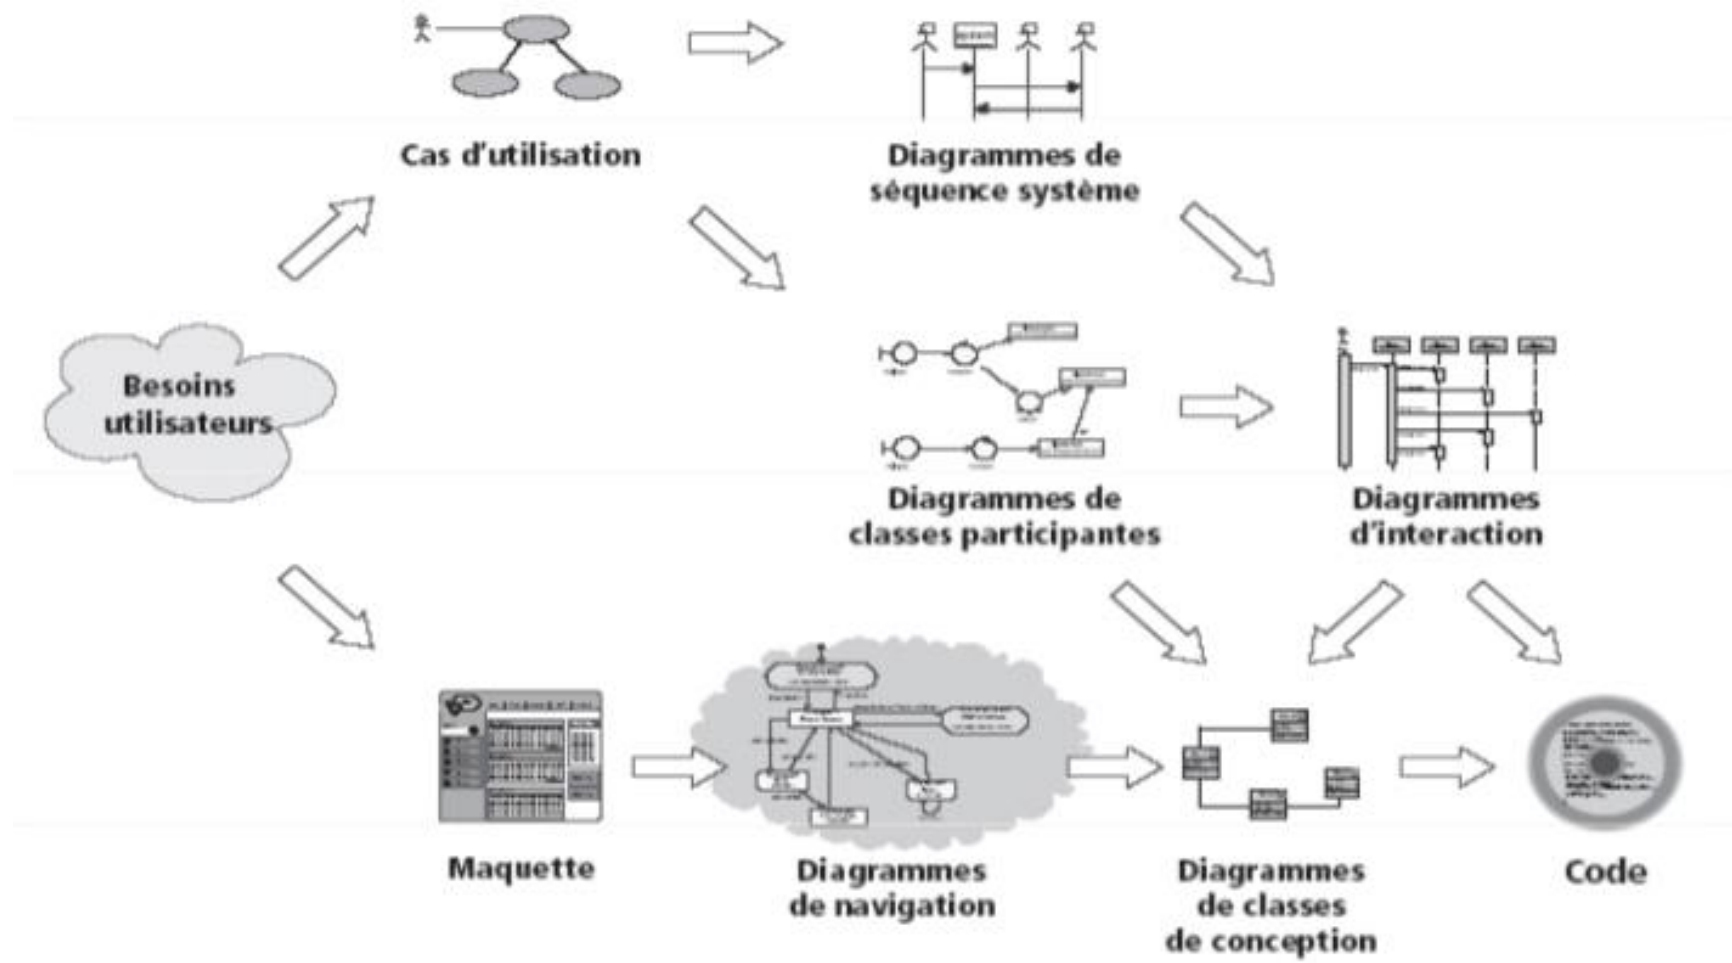 Cas d'utilisation
Diagrammes de
séquence système
Besoins
utilisateurs
Diagrammes de
classes participantes
Diagrammes
d'interaction
Maquette
Diagrammes
de navigation
Diagrammes
de classes
de conception
Code